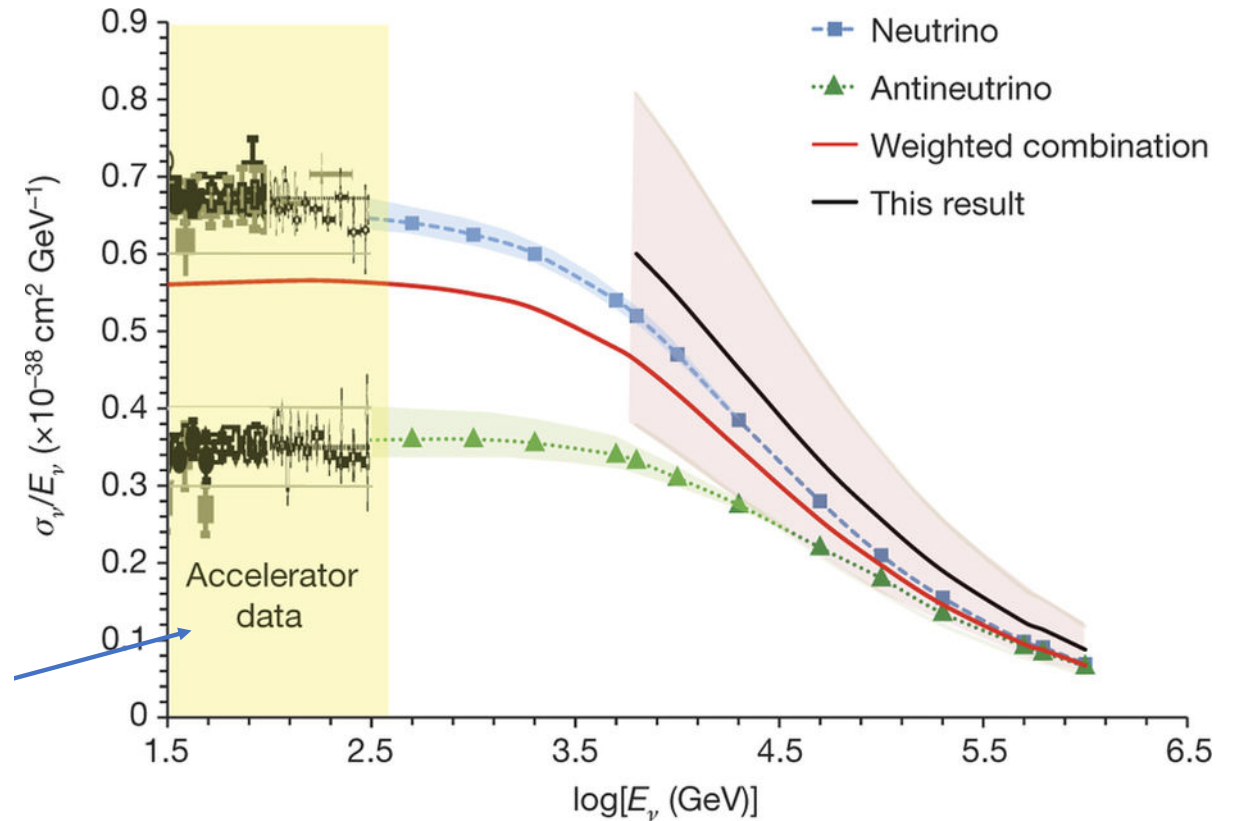 0.9
0.8
0.7
0.6
0.5
0.4
0.3
0.2
0.1
0
σν/Eν (×10⁻³⁸ cm² GeV⁻¹)
Neutrino
Antineutrino
Weighted combination
This result
Accelerator
data
1.5 2.5 3.5 4.5 5.5 6.5
log[Eν (GeV)]